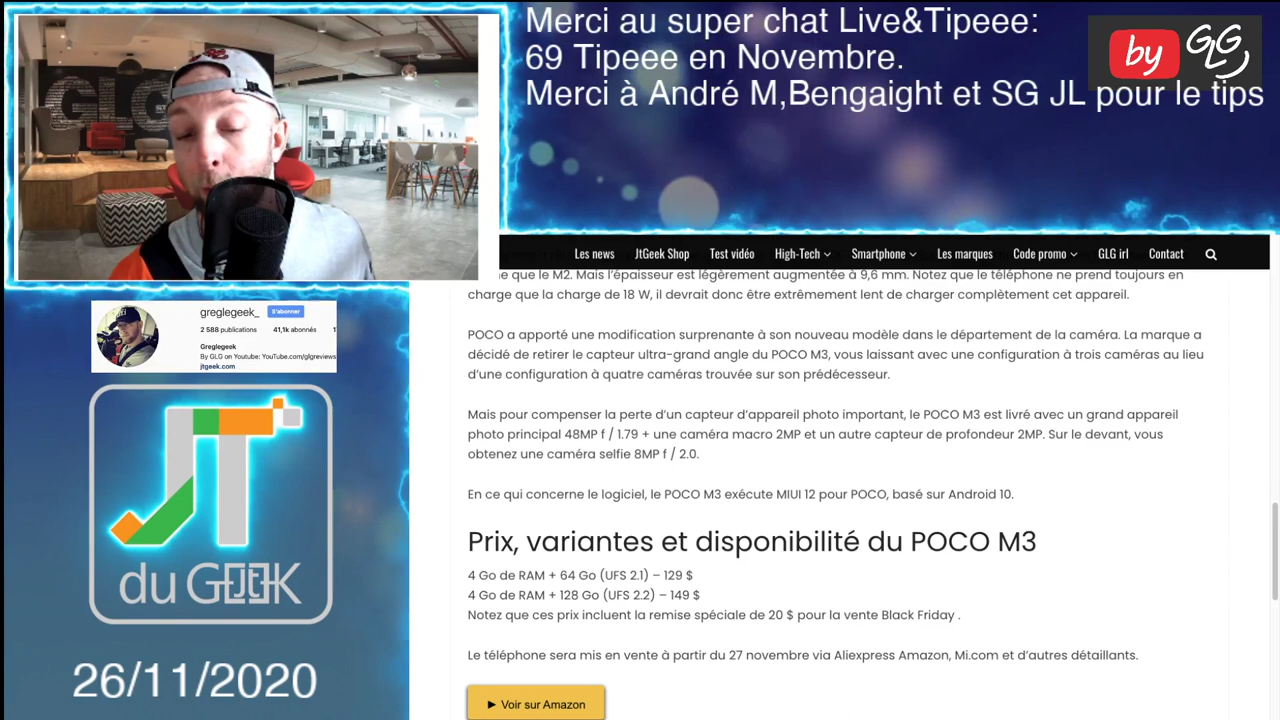 Merci au super chat Live&Tipeee:
69 Tipeee en Novembre.
Merci à André M,Bengaight et SG JL pour le tips
by GLG
GLG
Les news JtGeek Shop Test vidéo High-Tech Smartphone Les marques Code promo GLG irl Contact
ne que le M2. Mais l'épaisseur est légèrement augmentée à 9,6 mm. Notez que le téléphone ne prend toujours en
charge que la charge de 18 W, il devrait donc être extrêmement lent de charger complètement cet appareil.
POCO a apporté une modification surprenante à son nouveau modèle dans le département de la caméra. La marque a
décidé de retirer le capteur ultra-grand angle du POCO M3, vous laissant avec une configuration à trois caméras au lieu
d'une configuration à quatre caméras trouvée sur son prédécesseur.
Mais pour compenser la perte d'un capteur d'appareil photo important, le POCO M3 est livré avec un grand appareil
photo principal 48MP f / 1.79 + une caméra macro 2MP et un autre capteur de profondeur 2MP. Sur le devant, vous
obtenez une caméra selfie 8MP f / 2.0.
En ce qui concerne le logiciel, le POCO M3 exécute MIUI 12 pour POCO, basé sur Android 10.
Prix, variantes et disponibilité du POCO M3
4 Go de RAM + 64 Go (UFS 2.1) – 129 $
4 Go de RAM + 128 Go (UFS 2.2) – 149 $
Notez que ces prix incluent la remise spéciale de 20 $ pour la vente Black Friday .
Le téléphone sera mis en vente à partir du 27 novembre via Aliexpress Amazon, Mi.com et d'autres détaillants.
► Voir sur Amazon
greglegeek_ S'abonner
2 588 publications 41,1k abonnés 1
Greglegeek
By GLG on Youtube: YouTube.com/glgreviews
jtgeek.com
JT
du GEEK
26/11/2020